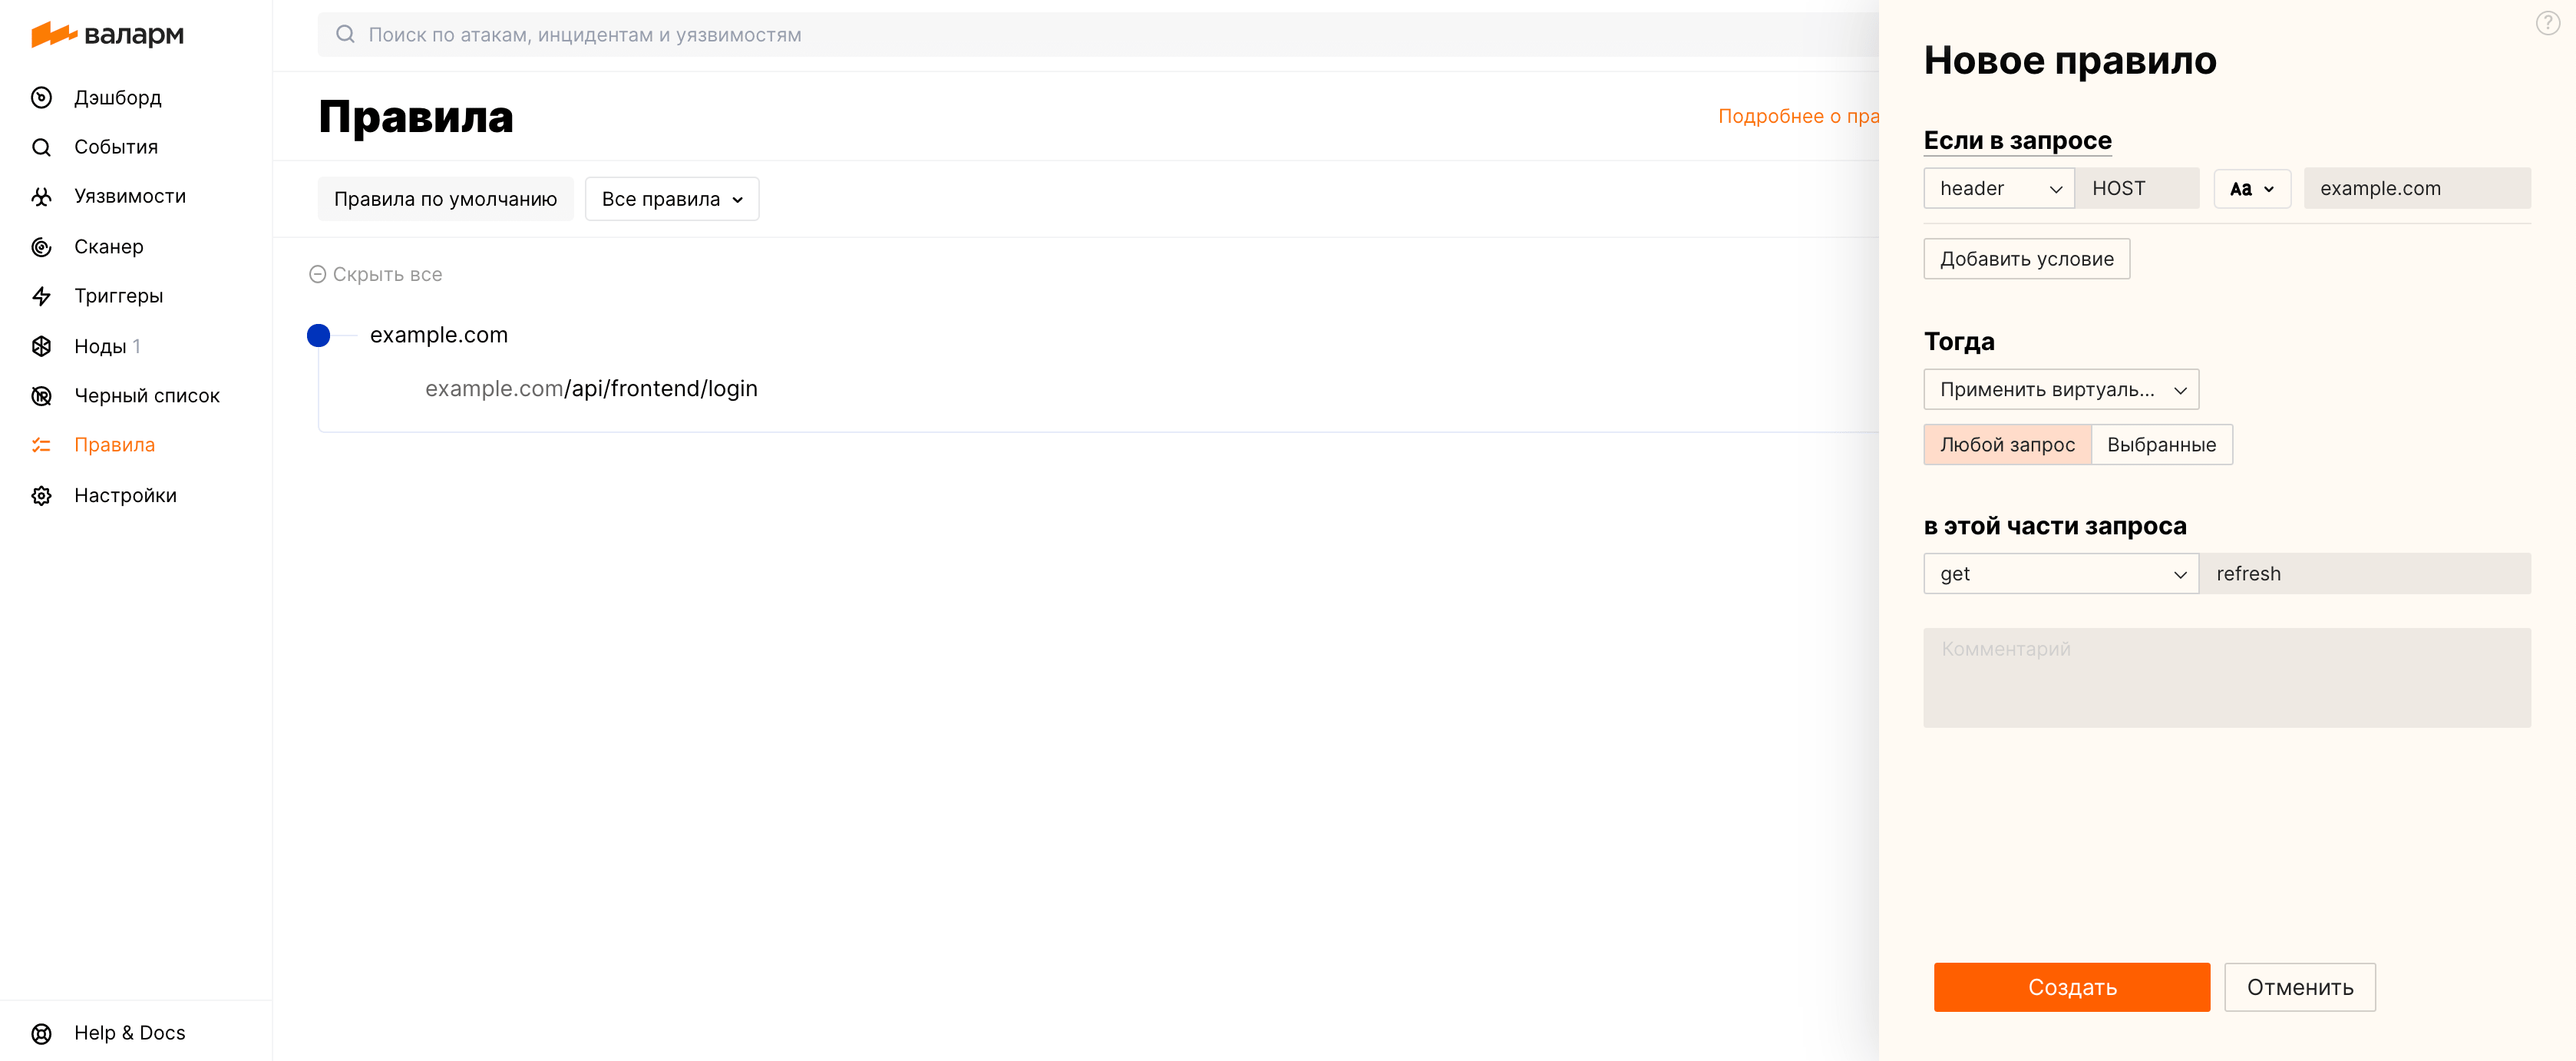 валарм
Дэшборд
События
Уязвимости
Сканер
Триггеры
Ноды 1
Черный список
Правила
Настройки
Help & Docs
Поиск по атакам, инцидентам и уязвимостям
Правила
Подробнее о пра
Правила по умолчанию
Все правила
Скрыть все
example.com
example.com/api/frontend/login
?
Новое правило
Если в запросе
header HOST Aa example.com
Добавить условие
Тогда
Применить виртуаль...
Любой запрос Выбранные
в этой части запроса
get refresh
Комментарий
Создать Отменить